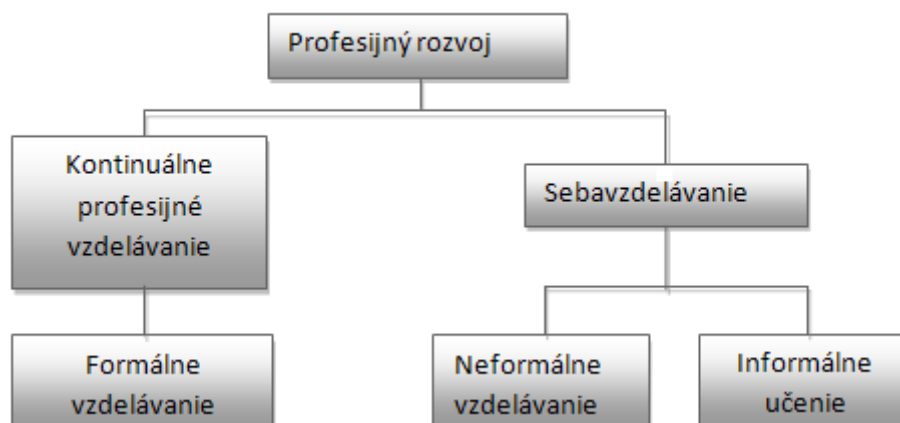 Profesijný rozvoj
Kontinuálne
profesijné
vzdelávanie
Sebavzdelávanie
Formálne
vzdelávanie
Neformálne
vzdelávanie
Informálne
učenie